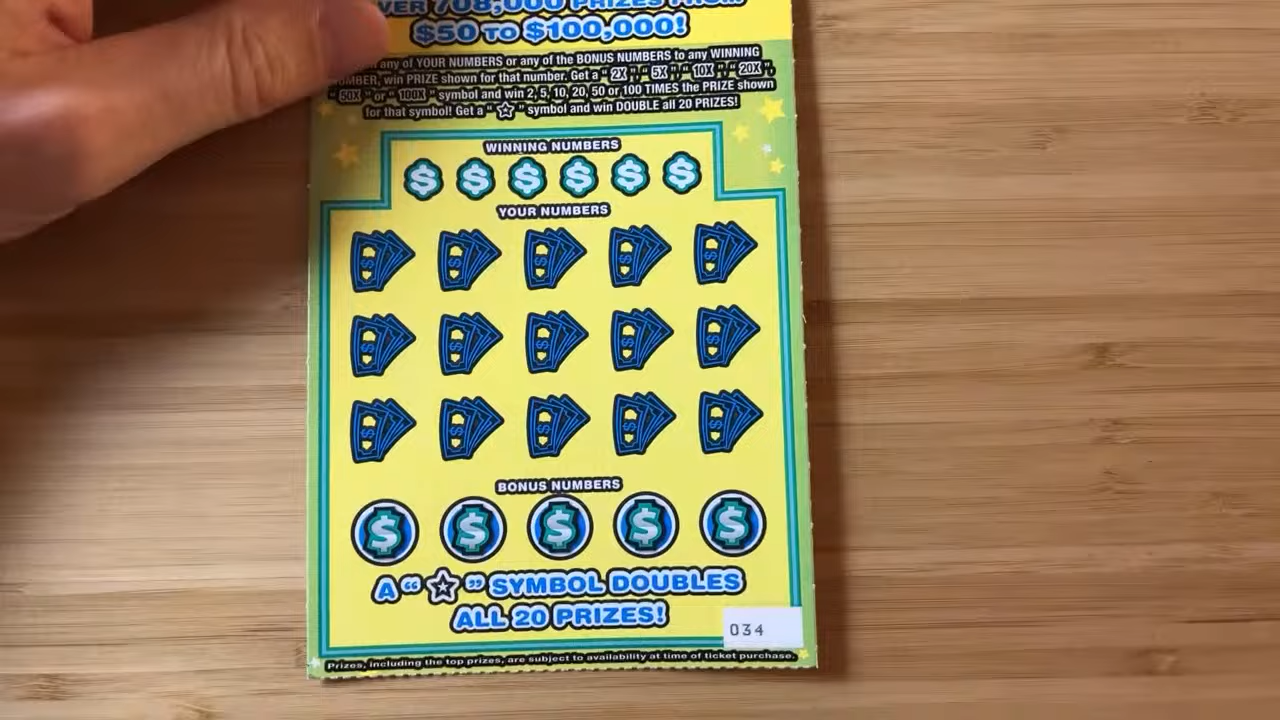 708,000 PRIZES
$50 TO $100,000!
any of YOUR NUMBERS or any of the BONUS NUMBERS to any WINNING
NUMBER, win PRIZE shown for that number. Get a "2X", "5X", "10X", "20X",
"50X" or "100X" symbol and win 2, 5, 10, 20, 50 or 100 TIMES the PRIZE shown
for that symbol! Get a "☆" symbol and win DOUBLE all 20 PRIZES!
WINNING NUMBERS
$ $ $ $ $ $
YOUR NUMBERS
$ $ $ $ $
$ $ $ $ $
$ $ $ $ $
BONUS NUMBERS
$ $ $ $ $
A "☆" SYMBOL DOUBLES
ALL 20 PRIZES!
034
Prizes, including the top prizes, are subject to availability at time of ticket purchase.